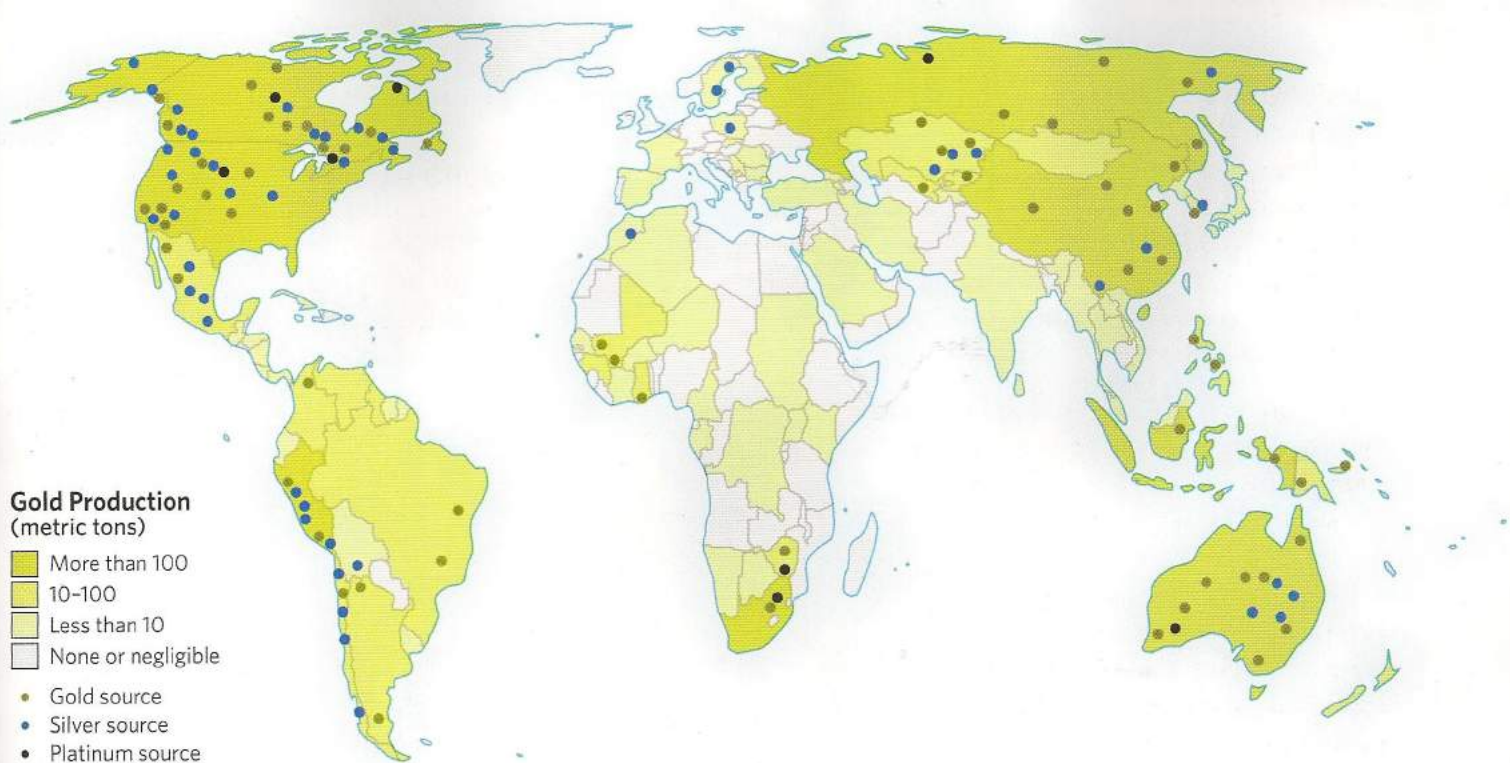 Gold Production
(metric tons)
More than 100
10–100
Less than 10
None or negligible
Gold source
Silver source
Platinum source